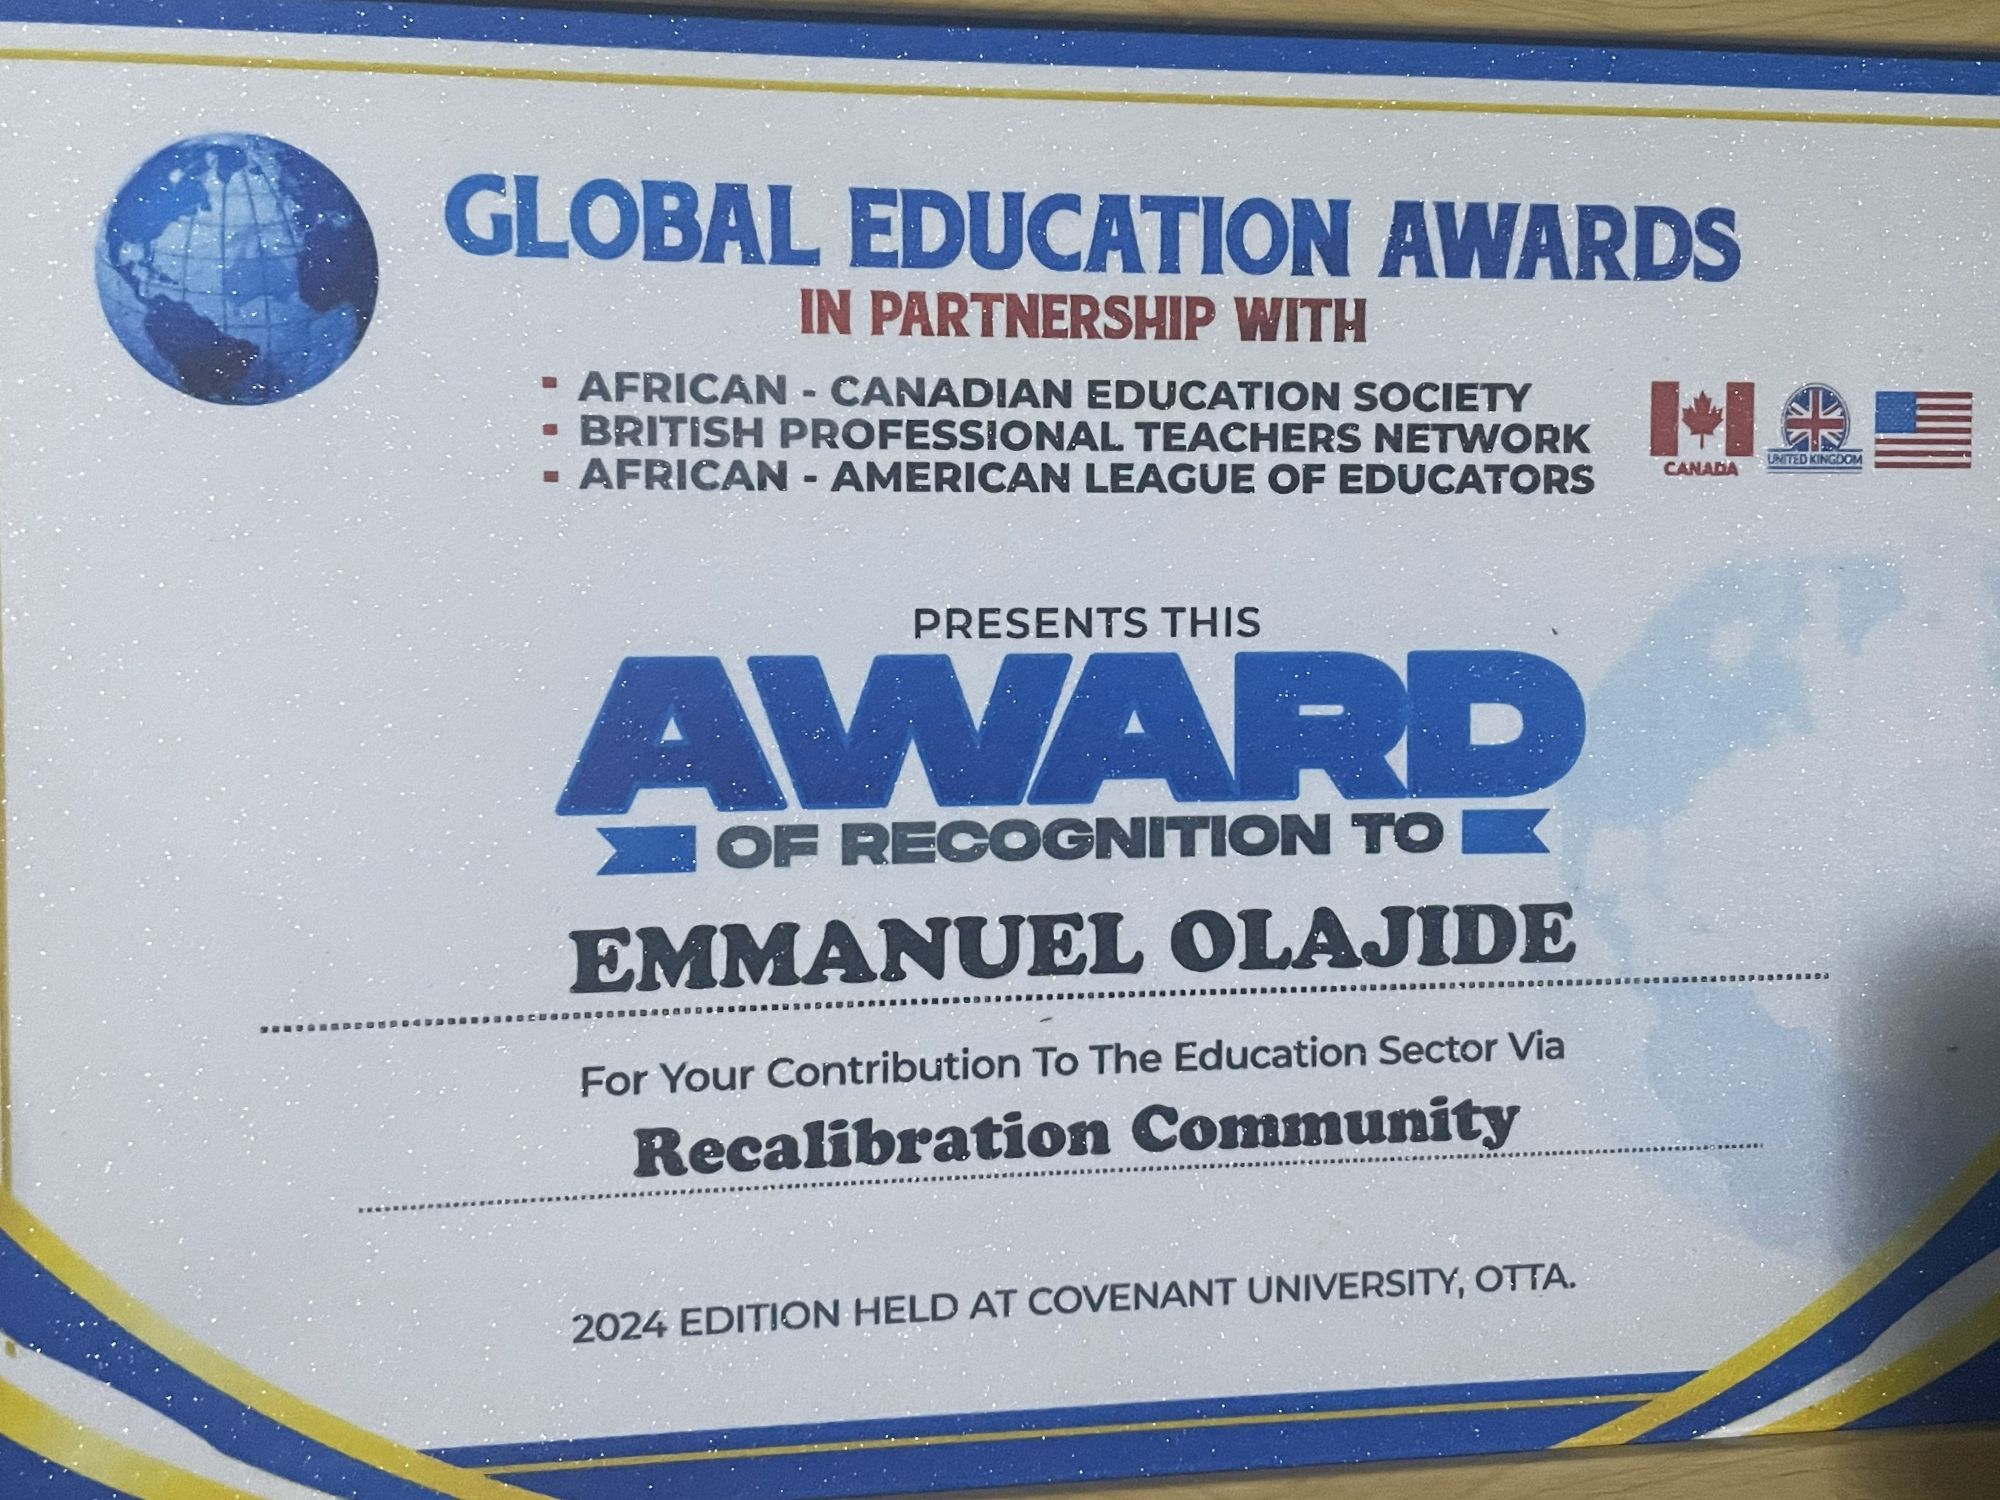 GLOBAL EDUCATION AWARDS
IN PARTNERSHIP WITH
▪ AFRICAN - CANADIAN EDUCATION SOCIETY
▪ BRITISH PROFESSIONAL TEACHERS NETWORK
▪ AFRICAN - AMERICAN LEAGUE OF EDUCATORS
CANADA
UNITED KINGDOM
PRESENTS THIS
AWARD
OF RECOGNITION TO
EMMANUEL OLAJIDE
For Your Contribution To The Education Sector Via
Recalibration Community
2024 EDITION HELD AT COVENANT UNIVERSITY, OTTA.